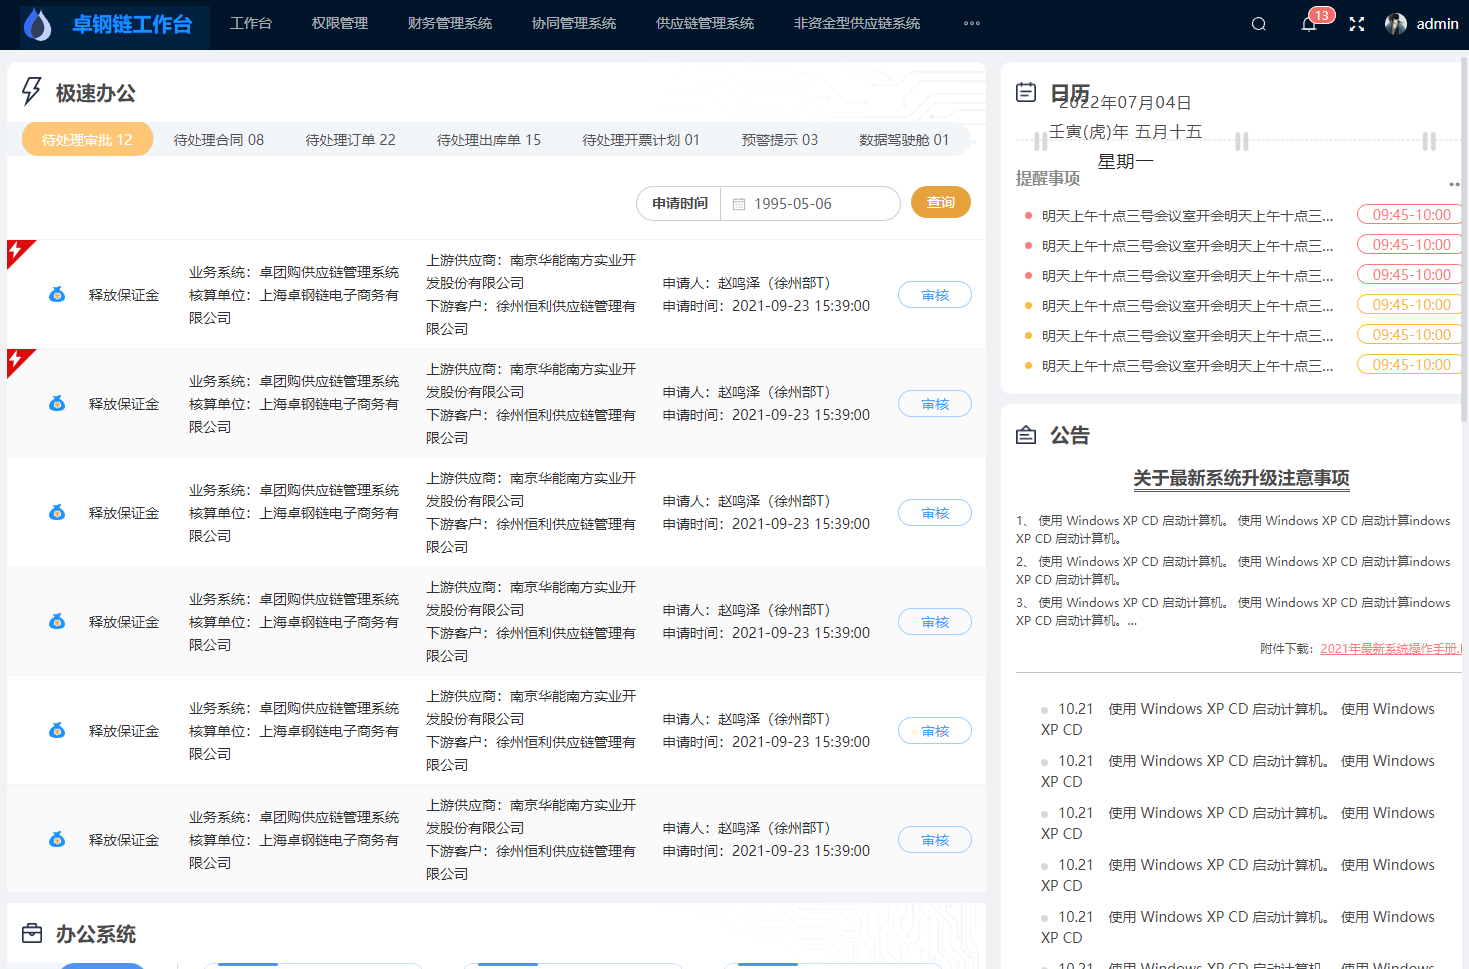 卓钢链工作台 工作台 权限管理 财务管理系统 协同管理系统 供应链管理系统 非资金型供应链系统 13 admin
极速办公
待处理审批 12 待处理合同 08 待处理订单 22 待处理出库单 15 待处理开票计划 01 预警提示 03 数据驾驶舱 01
申请时间 1995-05-06 查询
释放保证金
业务系统：卓团购供应链管理系统
核算单位：上海卓钢链电子商务有
限公司
上游供应商：南京华能南方实业开
发股份有限公司
下游客户：徐州恒利供应链管理有
限公司
申请人：赵鸣泽（徐州部T）
申请时间：2021-09-23 15:39:00
审核
释放保证金
业务系统：卓团购供应链管理系统
核算单位：上海卓钢链电子商务有
限公司
上游供应商：南京华能南方实业开
发股份有限公司
下游客户：徐州恒利供应链管理有
限公司
申请人：赵鸣泽（徐州部T）
申请时间：2021-09-23 15:39:00
审核
释放保证金
业务系统：卓团购供应链管理系统
核算单位：上海卓钢链电子商务有
限公司
上游供应商：南京华能南方实业开
发股份有限公司
下游客户：徐州恒利供应链管理有
限公司
申请人：赵鸣泽（徐州部T）
申请时间：2021-09-23 15:39:00
审核
释放保证金
业务系统：卓团购供应链管理系统
核算单位：上海卓钢链电子商务有
限公司
上游供应商：南京华能南方实业开
发股份有限公司
下游客户：徐州恒利供应链管理有
限公司
申请人：赵鸣泽（徐州部T）
申请时间：2021-09-23 15:39:00
审核
释放保证金
业务系统：卓团购供应链管理系统
核算单位：上海卓钢链电子商务有
限公司
上游供应商：南京华能南方实业开
发股份有限公司
下游客户：徐州恒利供应链管理有
限公司
申请人：赵鸣泽（徐州部T）
申请时间：2021-09-23 15:39:00
审核
释放保证金
业务系统：卓团购供应链管理系统
核算单位：上海卓钢链电子商务有
限公司
上游供应商：南京华能南方实业开
发股份有限公司
下游客户：徐州恒利供应链管理有
限公司
申请人：赵鸣泽（徐州部T）
申请时间：2021-09-23 15:39:00
审核
办公系统
日历
2022年07月04日
壬寅(虎)年 五月十五
星期一
提醒事项
明天上午十点三号会议室开会明天上午十点三... 09:45-10:00
明天上午十点三号会议室开会明天上午十点三... 09:45-10:00
明天上午十点三号会议室开会明天上午十点三... 09:45-10:00
明天上午十点三号会议室开会明天上午十点三... 09:45-10:00
明天上午十点三号会议室开会明天上午十点三... 09:45-10:00
明天上午十点三号会议室开会明天上午十点三... 09:45-10:00
公告
关于最新系统升级注意事项
1、 使用 Windows XP CD 启动计算机。 使用 Windows XP CD 启动计算indows
XP CD 启动计算机。
2、 使用 Windows XP CD 启动计算机。 使用 Windows XP CD 启动计算indows
XP CD 启动计算机。
3、 使用 Windows XP CD 启动计算机。 使用 Windows XP CD 启动计算indows
XP CD 启动计算机。...
附件下载：2021年最新系统操作手册.
10.21 使用 Windows XP CD 启动计算机。 使用 Windows
XP CD
10.21 使用 Windows XP CD 启动计算机。 使用 Windows
XP CD
10.21 使用 Windows XP CD 启动计算机。 使用 Windows
XP CD
10.21 使用 Windows XP CD 启动计算机。 使用 Windows
XP CD
10.21 使用 Windows XP CD 启动计算机。 使用 Windows
XP CD
10.21 使用 Windows XP CD 启动计算机。 使用 Windows